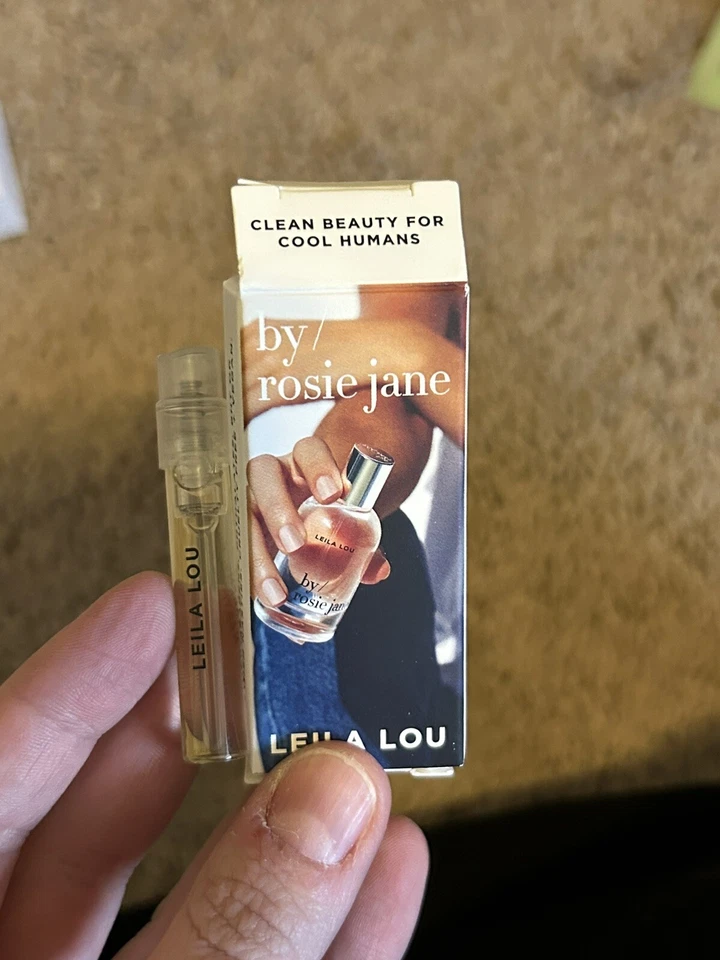 CLEAN BEAUTY FOR
COOL HUMANS
by/
rosie jane
LEILA LOU
by/
rosie jane
LEILA LOU
LEILA LOU